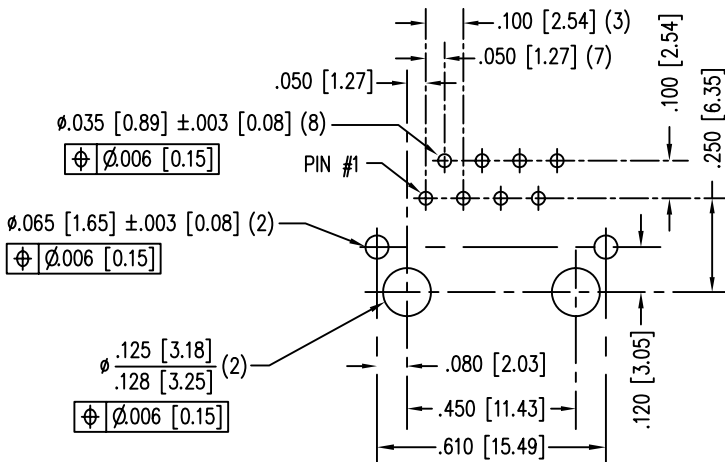 .100 [2.54] (3)
.050 [1.27] (7)
.050 [1.27]
.100 [2.54]
.250 [6.35]
ø.035 [0.89] ±.003 [0.08] (8)
⌖ Ø.006 [0.15]
PIN #1
ø.065 [1.65] ±.003 [0.08] (2)
⌖ Ø.006 [0.15]
ø .125 [3.18]
.128 [3.25] (2)
⌖ Ø.006 [0.15]
.080 [2.03]
.450 [11.43]
.610 [15.49]
.120 [3.05]